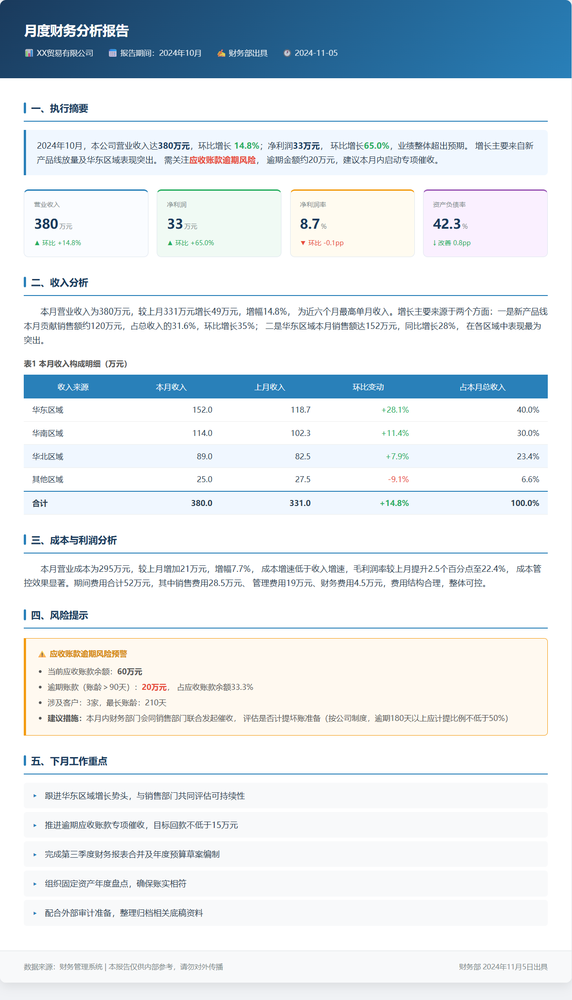 月度财务分析报告
XX贸易有限公司 报告期间：2024年10月 财务部出具 2024-11-05
一、执行摘要
2024年10月，本公司营业收入达380万元，环比增长 14.8%；净利润33万元， 环比增长65.0%，业绩整体超出预期。 增长主要来自新
产品线放量及华东区域表现突出。 需关注应收账款逾期风险， 逾期金额约20万元，建议本月内启动专项催收。
营业收入
380 万元
▲ 环比 +14.8%
净利润
33 万元
▲ 环比 +65.0%
净利润率
8.7 %
▼ 环比 -0.1pp
资产负债率
42.3 %
↓ 改善 0.8pp
二、收入分析
本月营业收入为380万元，较上月331万元增长49万元，增幅14.8%， 为近六个月最高单月收入。增长主要来源于两个方面：一是新产品线
本月贡献销售额约120万元，占总收入的31.6%，环比增长35%； 二是华东区域本月销售额达152万元，同比增长28%， 在各区域中表现最为
突出。
表1 本月收入构成明细（万元）
收入来源 本月收入 上月收入 环比变动 占本月总收入
华东区域 152.0 118.7 +28.1% 40.0%
华南区域 114.0 102.3 +11.4% 30.0%
华北区域 89.0 82.5 +7.9% 23.4%
其他区域 25.0 27.5 -9.1% 6.6%
合计 380.0 331.0 +14.8% 100.0%
三、成本与利润分析
本月营业成本为295万元，较上月增加21万元，增幅7.7%， 成本增速低于收入增速，毛利润率较上月提升2.5个百分点至22.4%， 成本管
控效果显著。期间费用合计52万元，其中销售费用28.5万元、 管理费用19万元、财务费用4.5万元，费用结构合理，整体可控。
四、风险提示
⚠ 应收账款逾期风险预警
• 当前应收账款余额：60万元
• 逾期账款（账龄＞90天）：20万元， 占应收账款余额33.3%
• 涉及客户：3家，最长账龄：210天
• 建议措施：本月内财务部门会同销售部门联合发起催收， 评估是否计提坏账准备（按公司制度，逾期180天以上应计提比例不低于50%）
五、下月工作重点
▸ 跟进华东区域增长势头，与销售部门共同评估可持续性
▸ 推进逾期应收账款专项催收，目标回款不低于15万元
▸ 完成第三季度财务报表合并及年度预算草案编制
▸ 组织固定资产年度盘点，确保账实相符
▸ 配合外部审计准备，整理归档相关底稿资料
数据来源：财务管理系统 | 本报告仅供内部参考，请勿对外传播 财务部 2024年11月5日出具